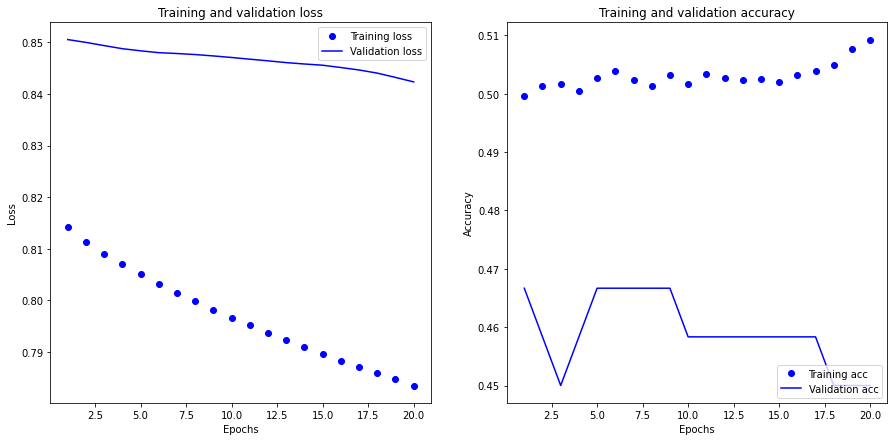 Training and validation loss
Training loss
Validation loss
0.85
0.84
0.83
0.82
0.81
0.80
0.79
Loss
2.5 5.0 7.5 10.0 12.5 15.0 17.5 20.0
Epochs
Training and validation accuracy
0.51
0.50
0.49
0.48
0.47
0.46
0.45
Accuracy
Training acc
Validation acc
2.5 5.0 7.5 10.0 12.5 15.0 17.5 20.0
Epochs